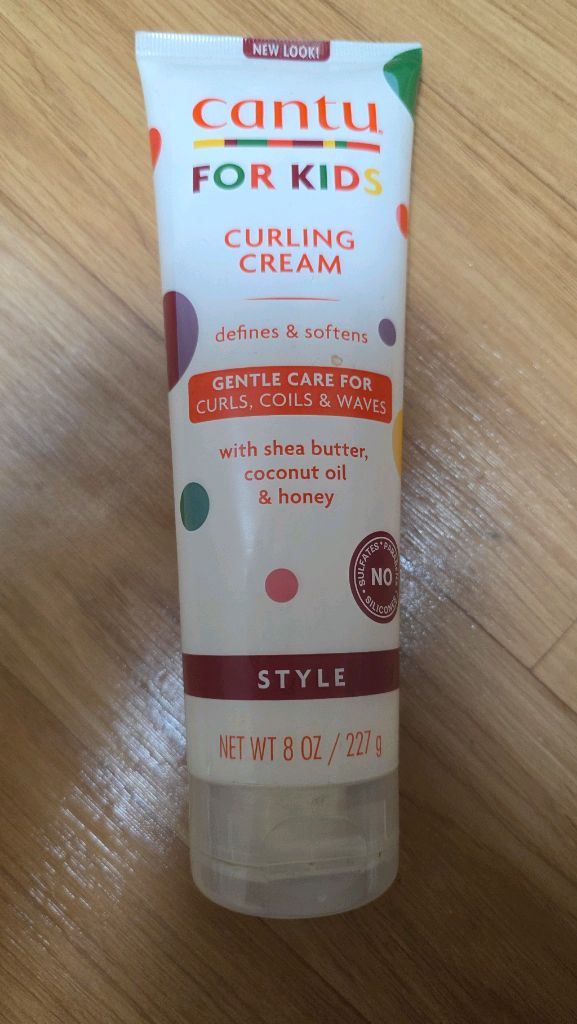 NEW LOOK!
cantu
FOR KIDS
CURLING
CREAM
defines & softens
GENTLE CARE FOR
CURLS, COILS & WAVES
with shea butter,
coconut oil
& honey
SULFATES •
NO
STYLE
NET WT 8 OZ / 227 g